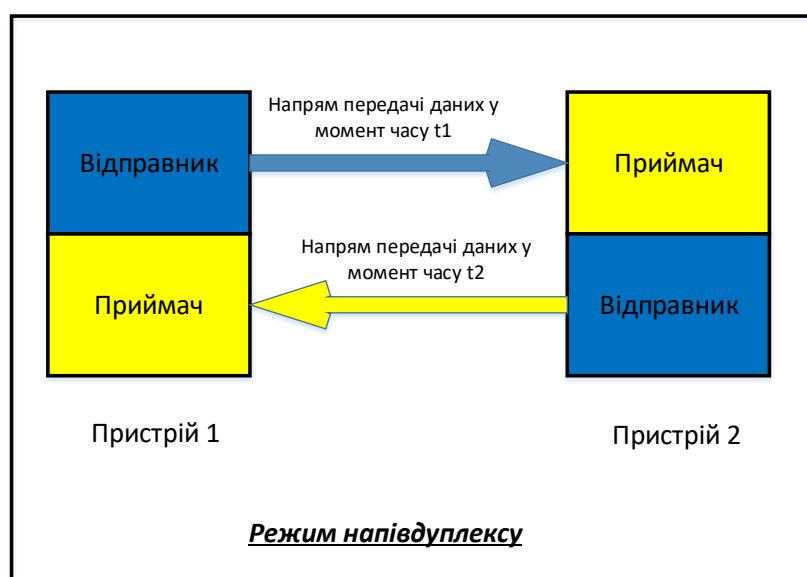 Напрям передачі даних у
момент часу t1
Відправник
Приймач
Напрям передачі даних у
момент часу t2
Приймач
Відправник
Пристрій 1
Пристрій 2
Режим напівдуплексу